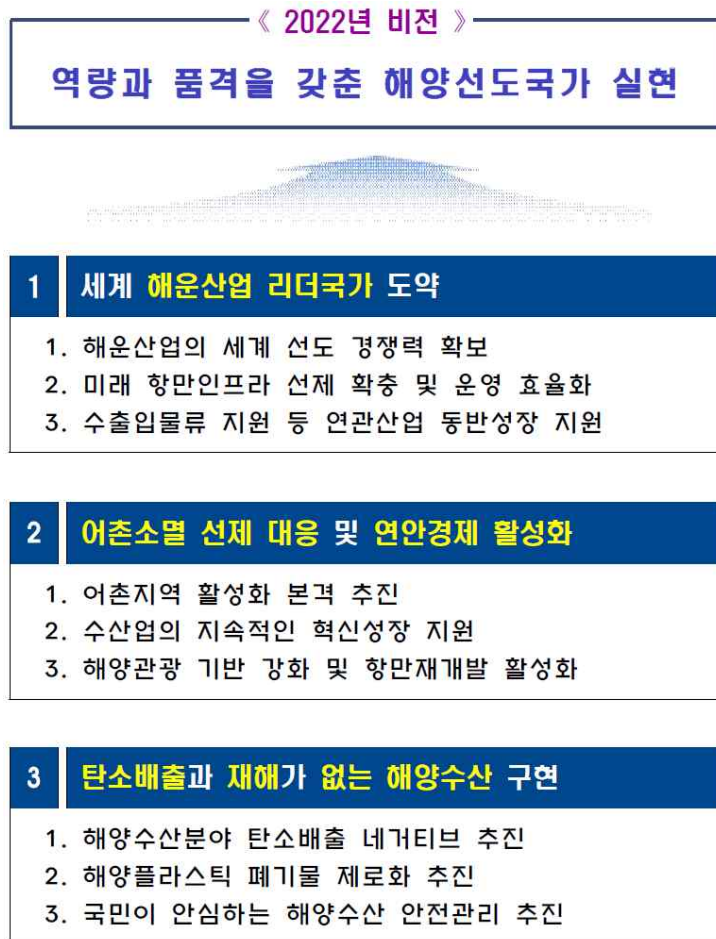 《 2022년 비전 》
역량과 품격을 갖춘 해양선도국가 실현
1 세계 해운산업 리더국가 도약
1. 해운산업의 세계 선도 경쟁력 확보
2. 미래 항만인프라 선제 확충 및 운영 효율화
3. 수출입물류 지원 등 연관산업 동반성장 지원
2 어촌소멸 선제 대응 및 연안경제 활성화
1. 어촌지역 활성화 본격 추진
2. 수산업의 지속적인 혁신성장 지원
3. 해양관광 기반 강화 및 항만재개발 활성화
3 탄소배출과 재해가 없는 해양수산 구현
1. 해양수산분야 탄소배출 네거티브 추진
2. 해양플라스틱 폐기물 제로화 추진
3. 국민이 안심하는 해양수산 안전관리 추진